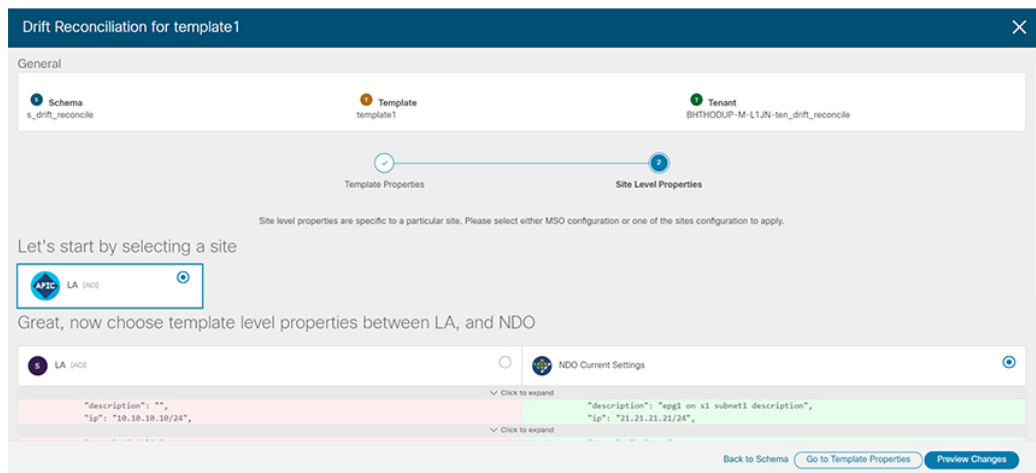 Drift Reconciliation for template1
General
S Schema
s_drift_reconcile
T Template
template1
T Tenant
BHTHODUP-M-L1JN-ten_drift_reconcile
2
Template Properties
Site Level Properties
Site level properties are specific to a particular site. Please select either MSO configuration or one of the sites configuration to apply.
Let's start by selecting a site
APIC LA (ACI)
Great, now choose template level properties between LA, and NDO
S LA (ACI)
NDO Current Settings
Click to expand
"description": "",
"ip": "10.10.10.10/24",
"description": "epg1 on s1 subnet1 description",
"ip": "21.21.21.21/24",
Click to expand
Back to Schema
Go to Template Properties
Preview Changes